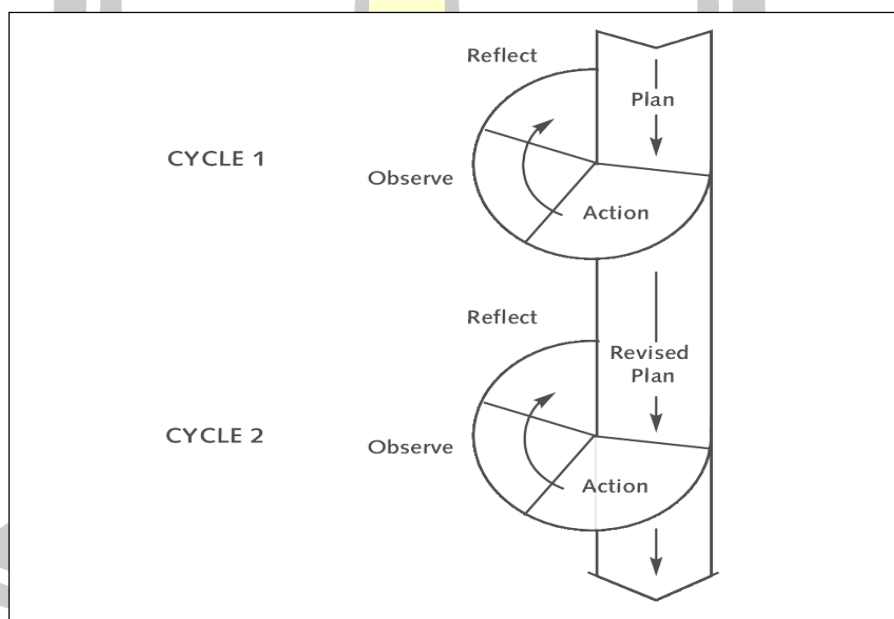 Reflect
Plan
CYCLE 1
Observe
Action
Reflect
Revised
Plan
CYCLE 2
Observe
Action